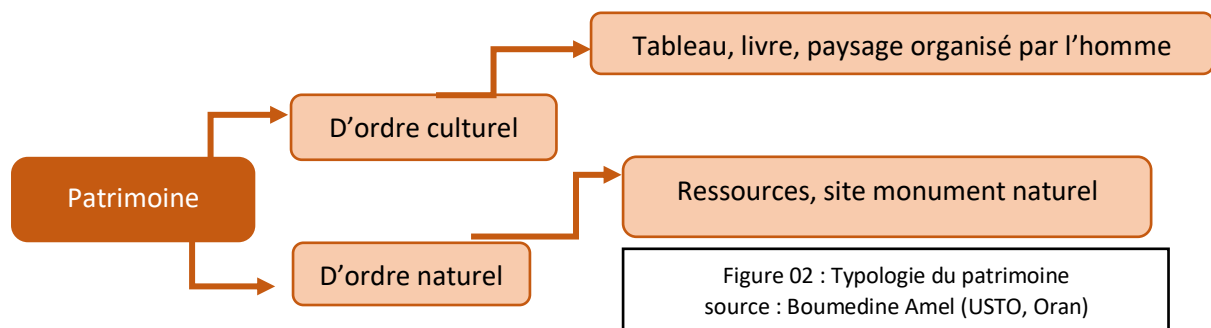 Tableau, livre, paysage organisé par l’homme
D’ordre culturel
Patrimoine
Ressources, site monument naturel
D’ordre naturel
Figure 02 : Typologie du patrimoine
source : Boumedine Amel (USTO, Oran)